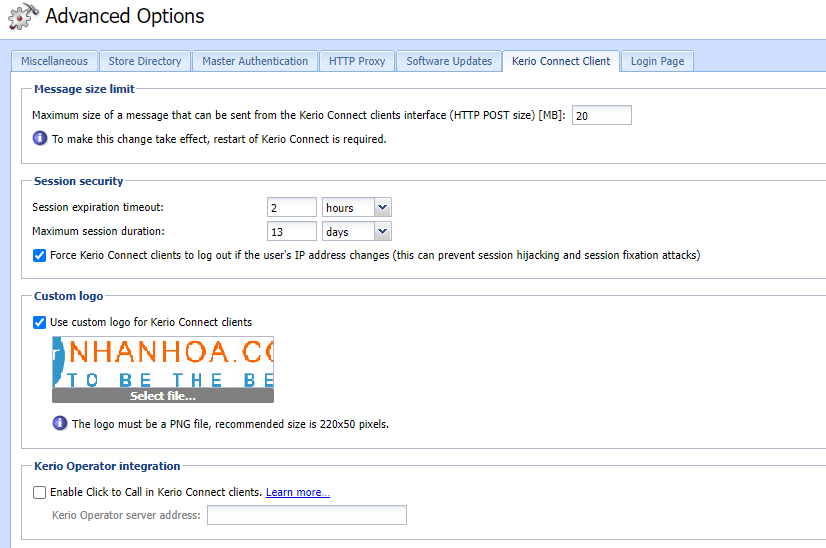 Advanced Options
Miscellaneous Store Directory Master Authentication HTTP Proxy Software Updates Kerio Connect Client Login Page
Message size limit
Maximum size of a message that can be sent from the Kerio Connect clients interface (HTTP POST size) [MB]: 20
To make this change take effect, restart of Kerio Connect is required.
Session security
Session expiration timeout: 2 hours
Maximum session duration: 13 days
Force Kerio Connect clients to log out if the user's IP address changes (this can prevent session hijacking and session fixation attacks)
Custom logo
Use custom logo for Kerio Connect clients
NHANHOA.CO
TO BE THE BE
Select file...
The logo must be a PNG file, recommended size is 220x50 pixels.
Kerio Operator integration
Enable Click to Call in Kerio Connect clients. Learn more...
Kerio Operator server address: